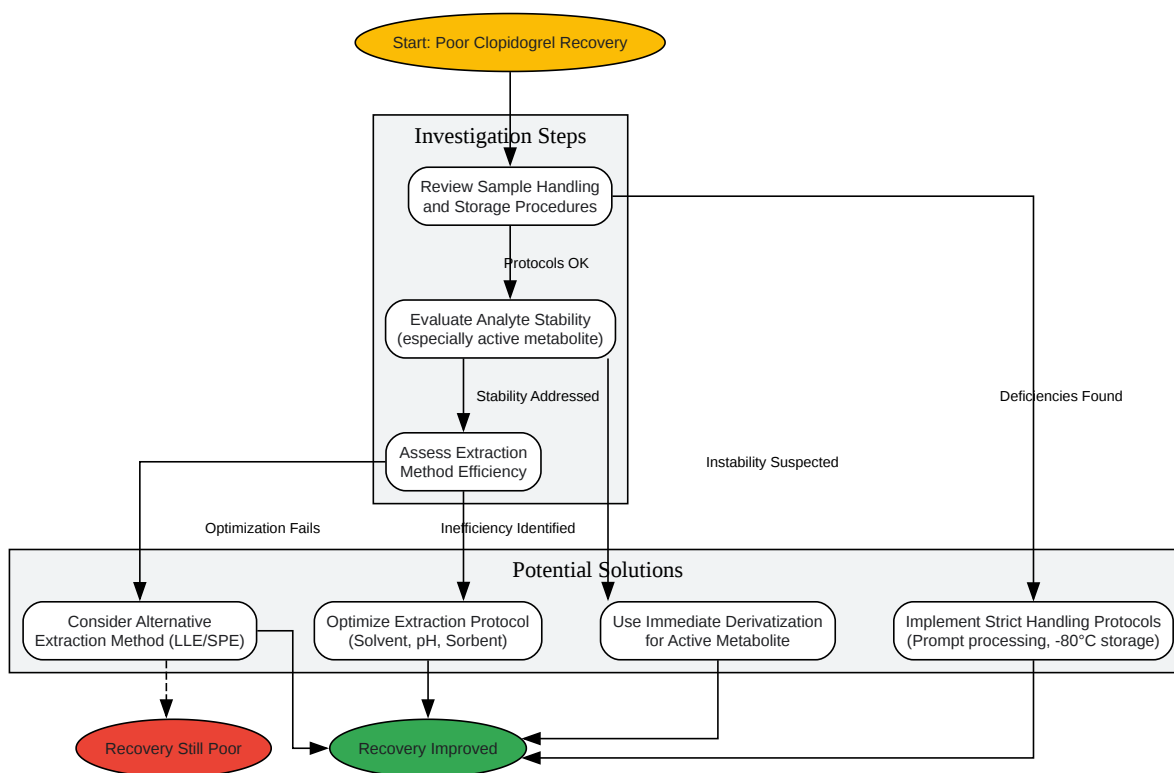 Start: Poor Clopidogrel Recovery
Investigation Steps
Review Sample Handling
and Storage Procedures
Protocols OK
Evaluate Analyte Stability
(especially active metabolite)
Stability Addressed
Deficiencies Found
Assess Extraction
Method Efficiency
Instability Suspected
Optimization Fails
Inefficiency Identified
Potential Solutions
Consider Alternative
Extraction Method (LLE/SPE)
Optimize Extraction Protocol
(Solvent, pH, Sorbent)
Use Immediate Derivatization
for Active Metabolite
Implement Strict Handling Protocols
(Prompt processing, -80°C storage)
Recovery Still Poor
Recovery Improved